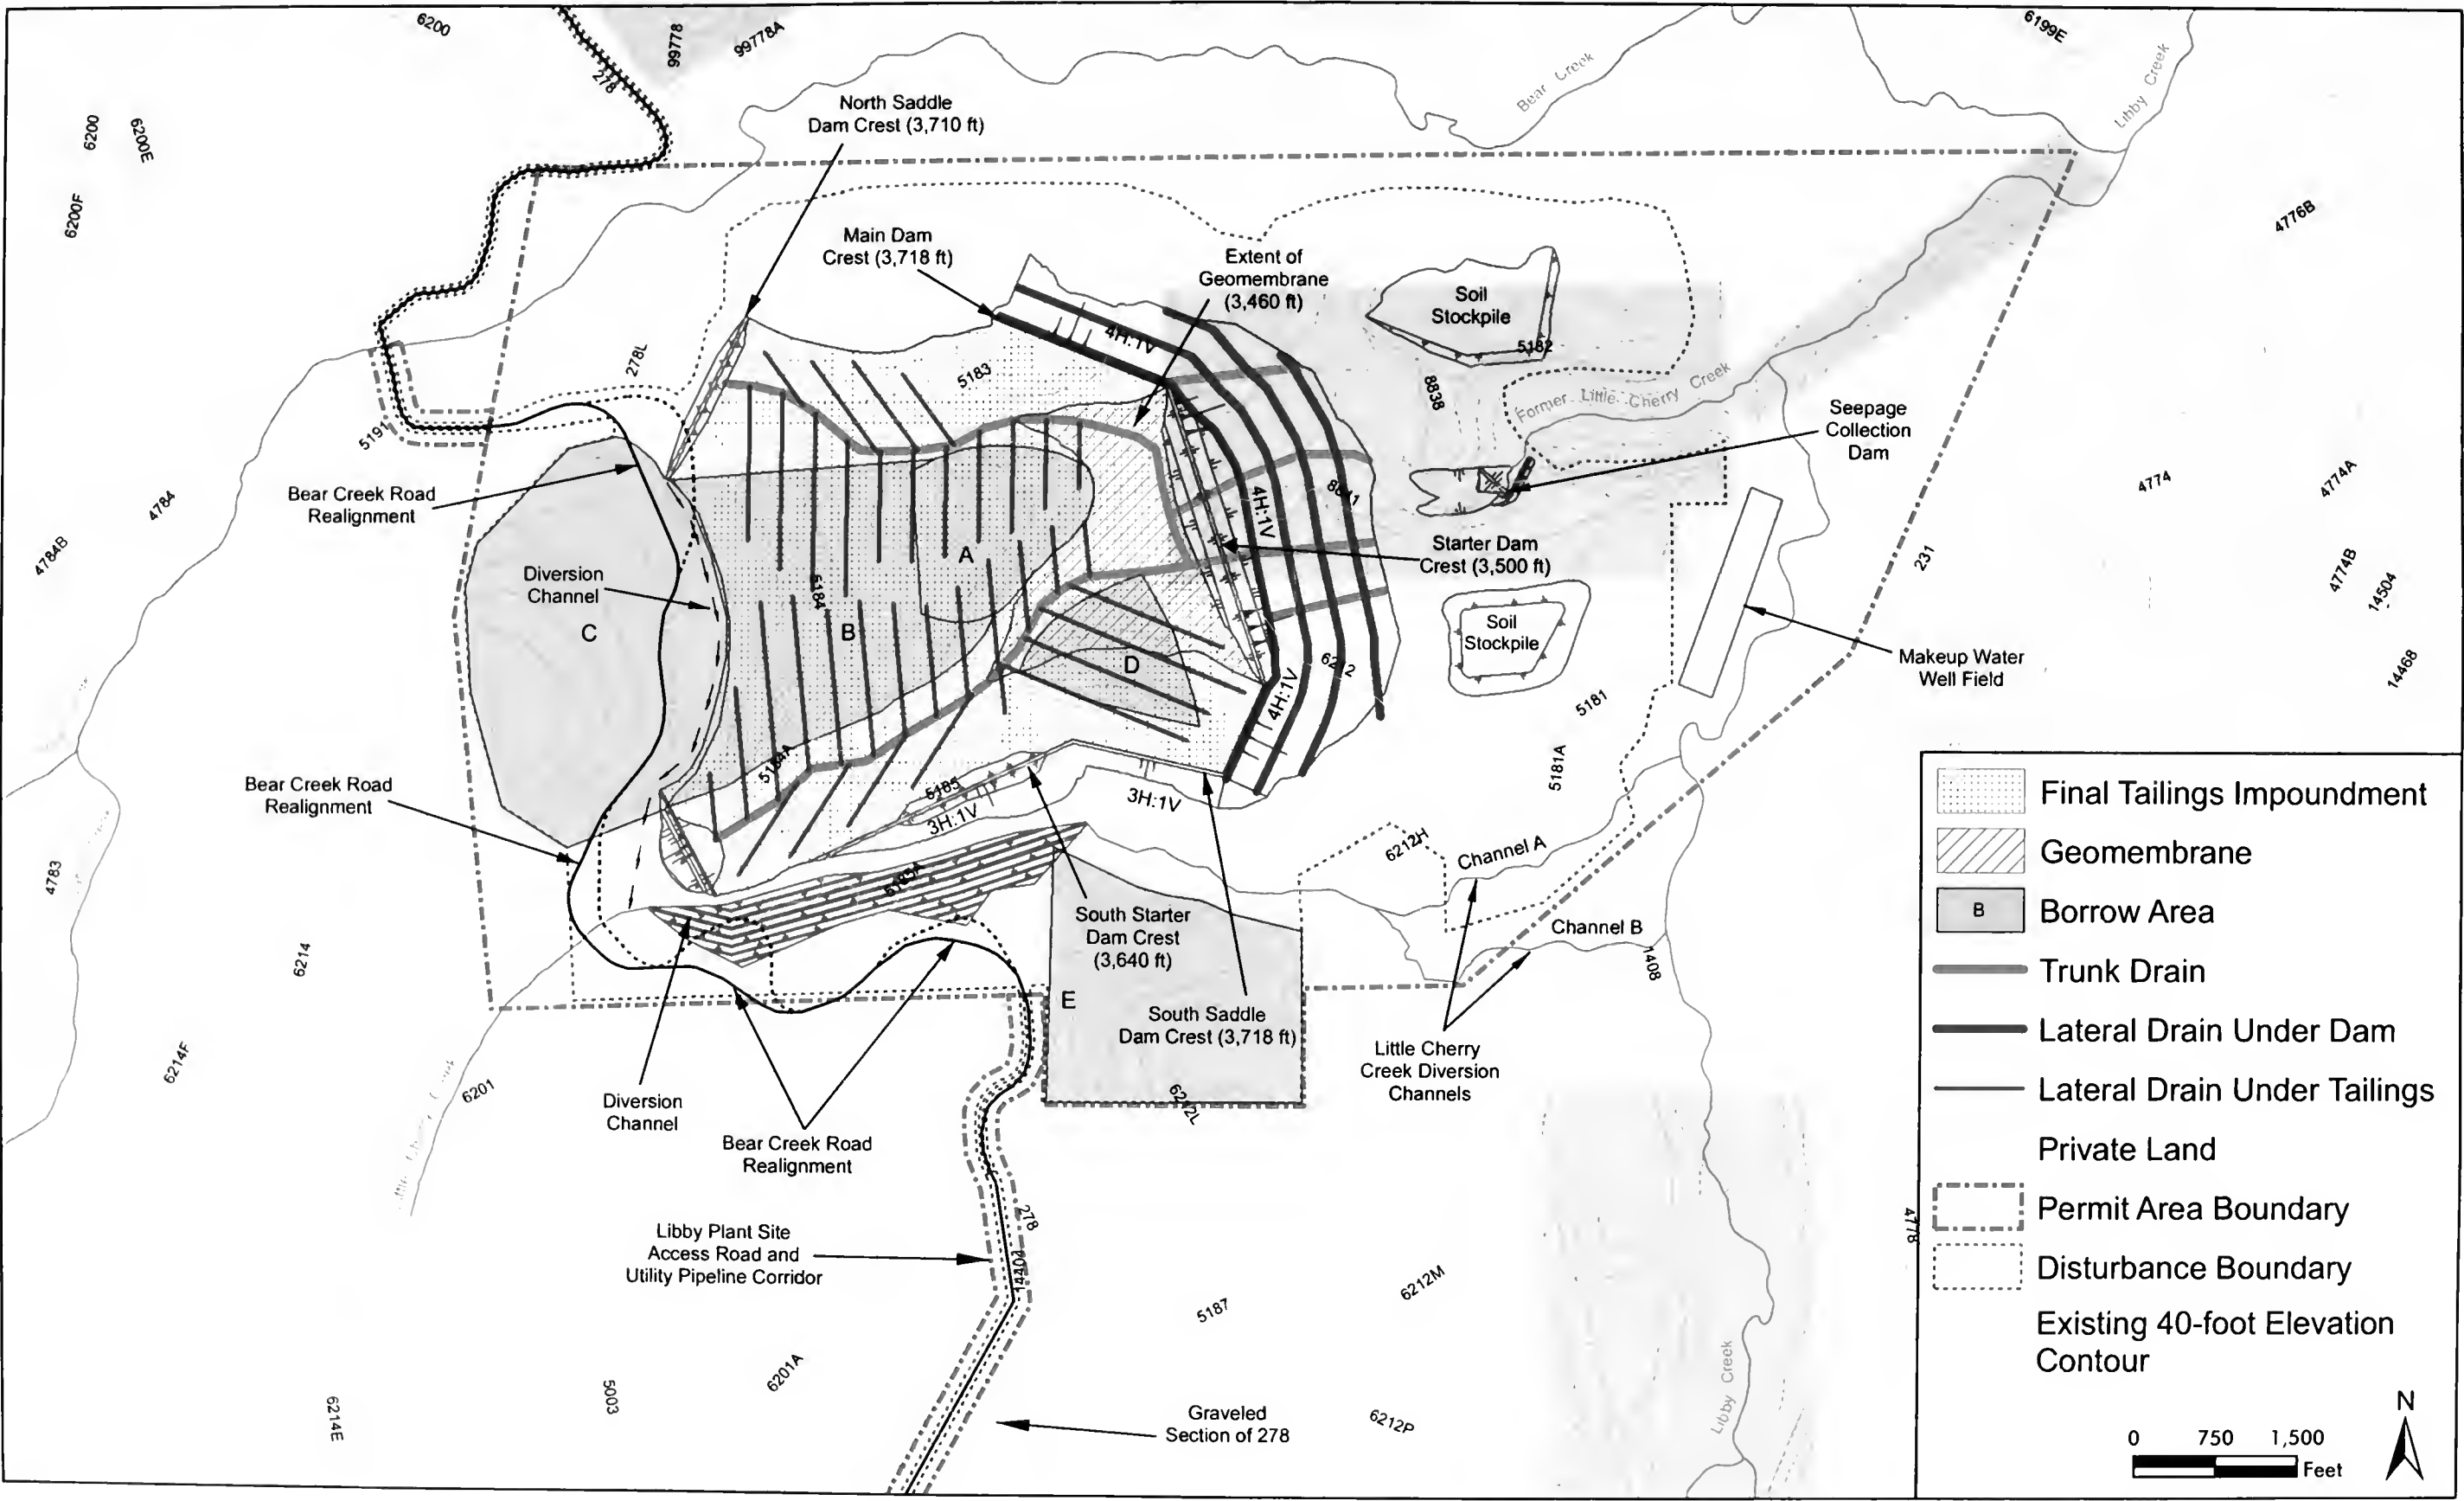 6200
99778
99778A
6199E
278
Bear Creek
Libby Creek
6200
6200E
6200F
North Saddle
Dam Crest (3,710 ft)
Main Dam
Crest (3,718 ft)
Extent of
Geomembrane
(3,460 ft)
Soil
Stockpile
5182
4776B
278L
5183
4H:1V
8838
Former Little Cherry Creek
Seepage
Collection
Dam
5191
4784
4784B
Bear Creek Road
Realignment
Diversion
Channel
C
5184
A
B
D
4H:1V
8841
Starter Dam
Crest (3,500 ft)
Soil
Stockpile
6212
4H:1V
5181
5181A
Makeup Water
Well Field
231
4774
4774A
4774B
14504
14468
Bear Creek Road
Realignment
5184A
5185
3H:1V
3H:1V
5185A
4783
6214
6214F
6201
6212H
Channel A
Channel B
1408
South Starter
Dam Crest
(3,640 ft)
E
South Saddle
Dam Crest (3,718 ft)
Little Cherry
Creek Diversion
Channels
6212L
Diversion
Channel
Bear Creek Road
Realignment
Libby Plant Site
Access Road and
Utility Pipeline Corridor
278
14404
5187
6212M
6201A
5003
6214E
Graveled
Section of 278
6212P
Libby Creek
4778
Final Tailings Impoundment
Geomembrane
B
Borrow Area
Trunk Drain
Lateral Drain Under Dam
Lateral Drain Under Tailings
Private Land
Permit Area Boundary
Disturbance Boundary
Existing 40-foot Elevation
Contour
N
0 750 1,500
Feet